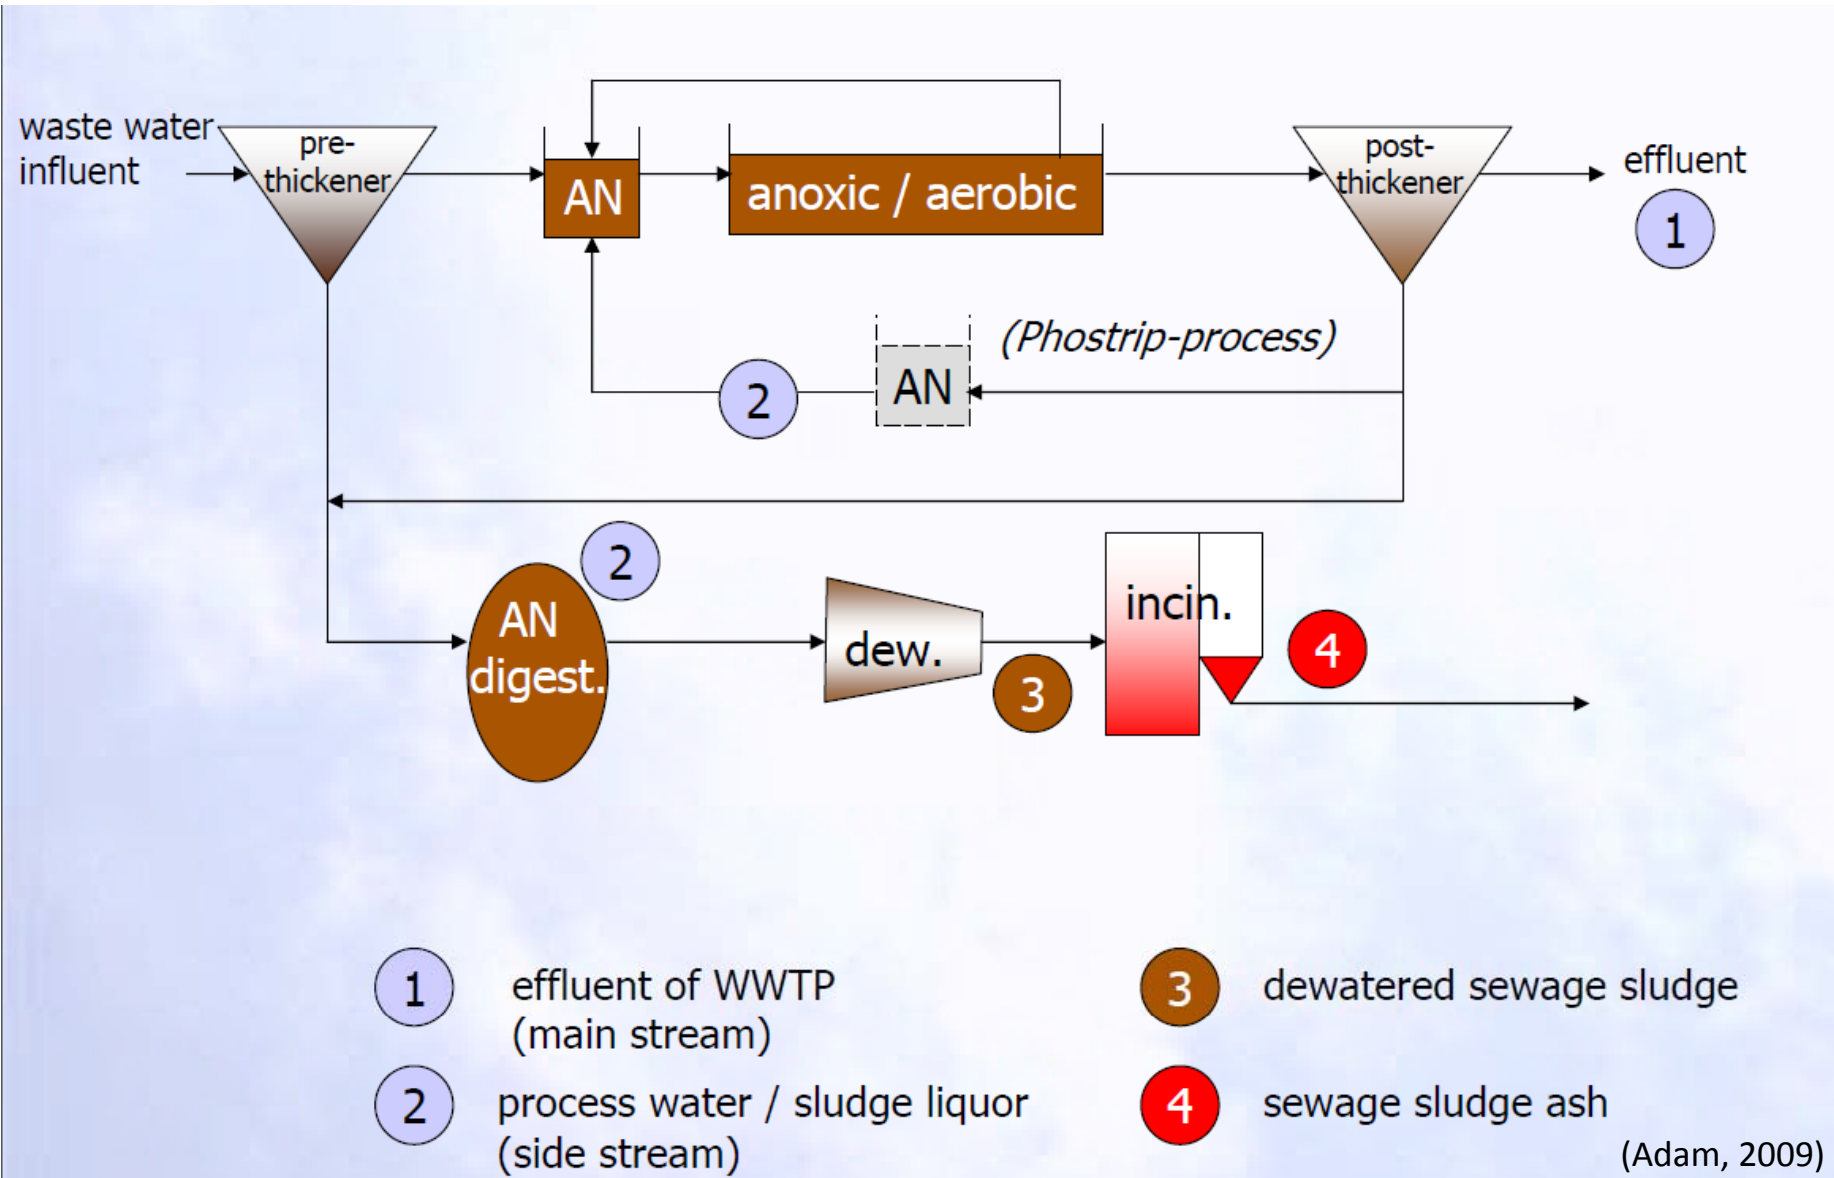 waste water
influent
pre-
thickener
AN
anoxic / aerobic
post-
thickener
effluent
1
(Phostrip-process)
AN
2
2
AN
digest.
dew.
3
incin.
4
1
effluent of WWTP
(main stream)
2
process water / sludge liquor
(side stream)
3
dewatered sewage sludge
4
sewage sludge ash
(Adam, 2009)